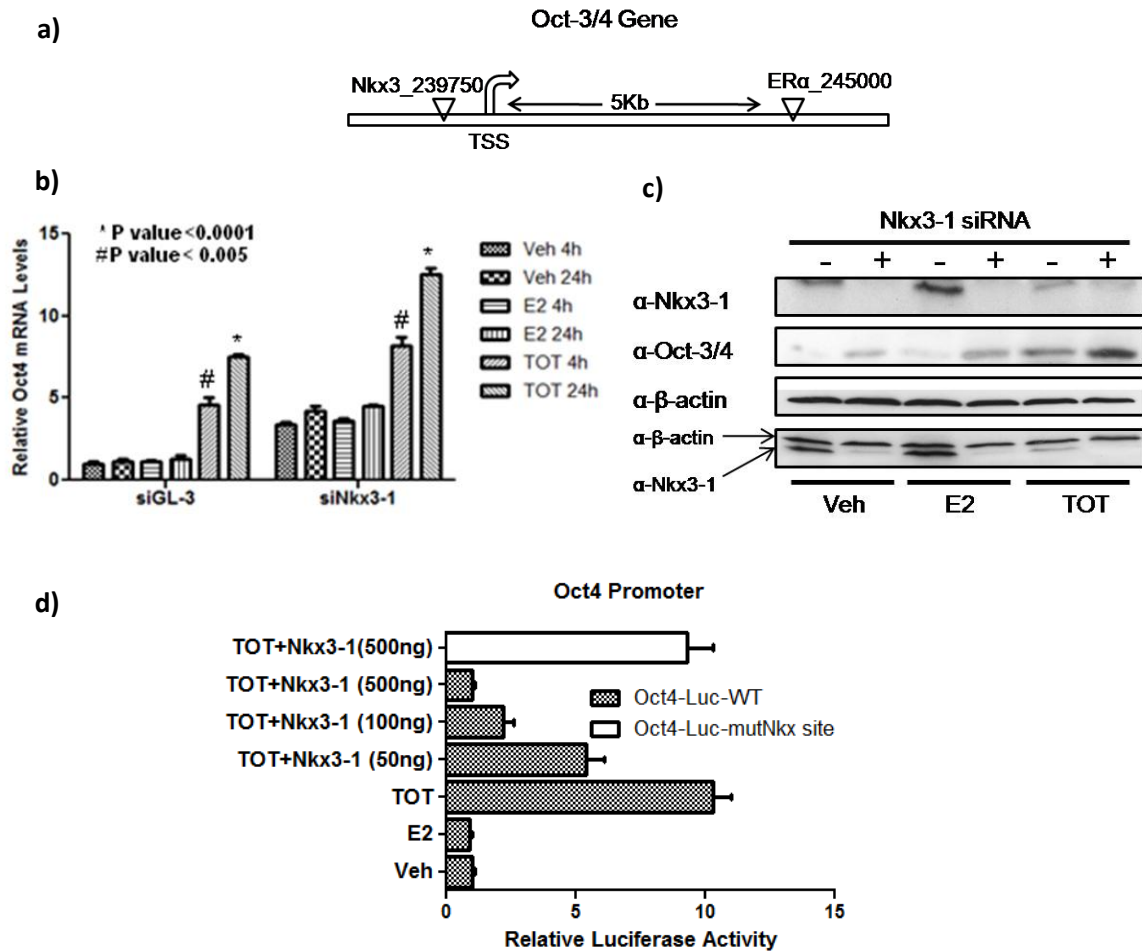 a)
Oct-3/4 Gene
Nkx3_239750
ERα_245000
5Kb
TSS
b)
* P value<0.0001
#P value< 0.005
Relative Oct4 mRNA Levels
15
10
5
0
# * # *
siGL-3 siNkx3-1
Veh 4h
Veh 24h
E2 4h
E2 24h
TOT 4h
TOT 24h
c)
Nkx3-1 siRNA
- + - + - +
α-Nkx3-1
α-Oct-3/4
α-β-actin
α-β-actin
α-Nkx3-1
Veh E2 TOT
d)
Oct4 Promoter
TOT+Nkx3-1(500ng)
TOT+Nkx3-1 (500ng)
TOT+Nkx3-1 (100ng)
TOT+Nkx3-1 (50ng)
TOT
E2
Veh
Oct4-Luc-WT
Oct4-Luc-mutNkx site
0 5 10 15
Relative Luciferase Activity